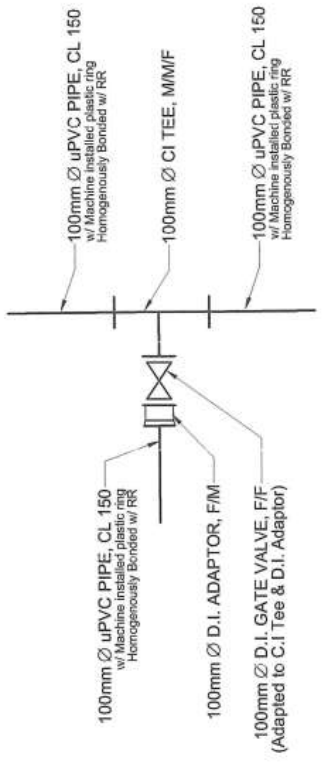 100mm Ø uPVC PIPE, CL 150
w/ Machine installed plastic ring
Homogenously Bonded w/ RR
100mm Ø D.I. ADAPTOR, F/M
100mm Ø D.I. GATE VALVE, F/F
(Adapted to C.I Tee & D.I. Adaptor)
100mm Ø uPVC PIPE, CL 150
w/ Machine installed plastic ring
Homogenously Bonded w/ RR
100mm Ø CI TEE, M/M/F
100mm Ø uPVC PIPE, CL 150
w/ Machine installed plastic ring
Homogenously Bonded w/ RR